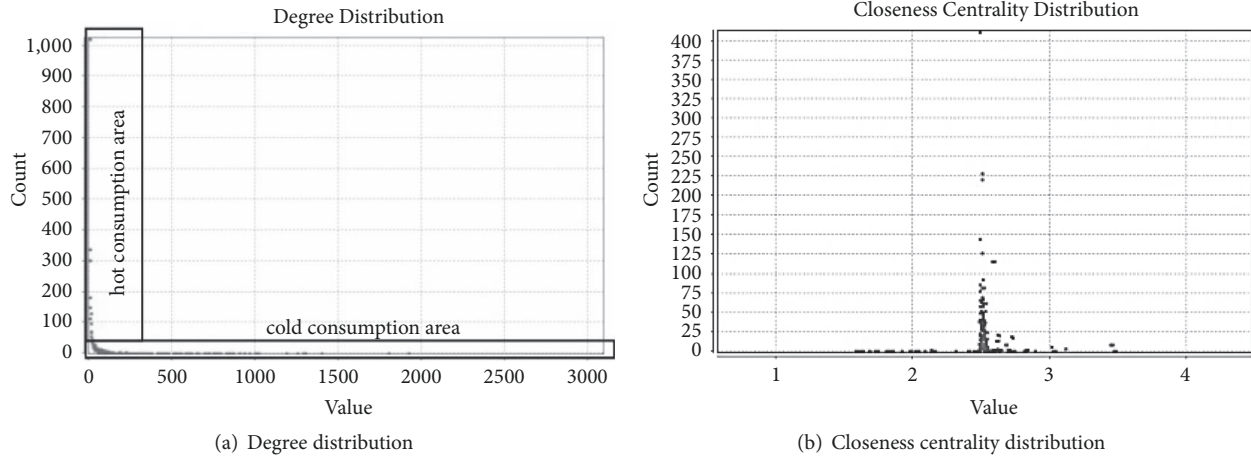 Degree Distribution
1,000
900
800
700
600
500
400
300
200
100
0
Count
hot consumption area
cold consumption area
0 500 1000 1500 2000 2500 3000
Value
(a) Degree distribution
Closeness Centrality Distribution
400
375
350
325
300
275
250
225
200
175
150
125
100
75
50
25
0
Count
1 2 3 4
Value
(b) Closeness centrality distribution